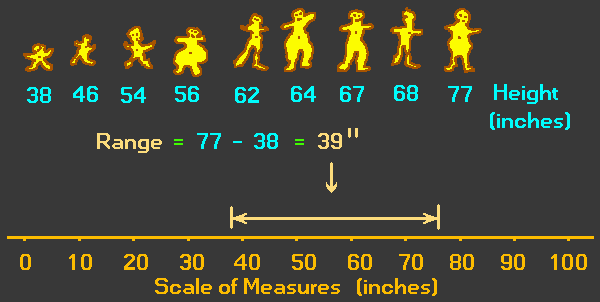 38 46 54 56 62 64 67 68 77 Height
(inches)
Range = 77 - 38 = 39"
0 10 20 30 40 50 60 70 80 90 100
Scale of Measures (inches)